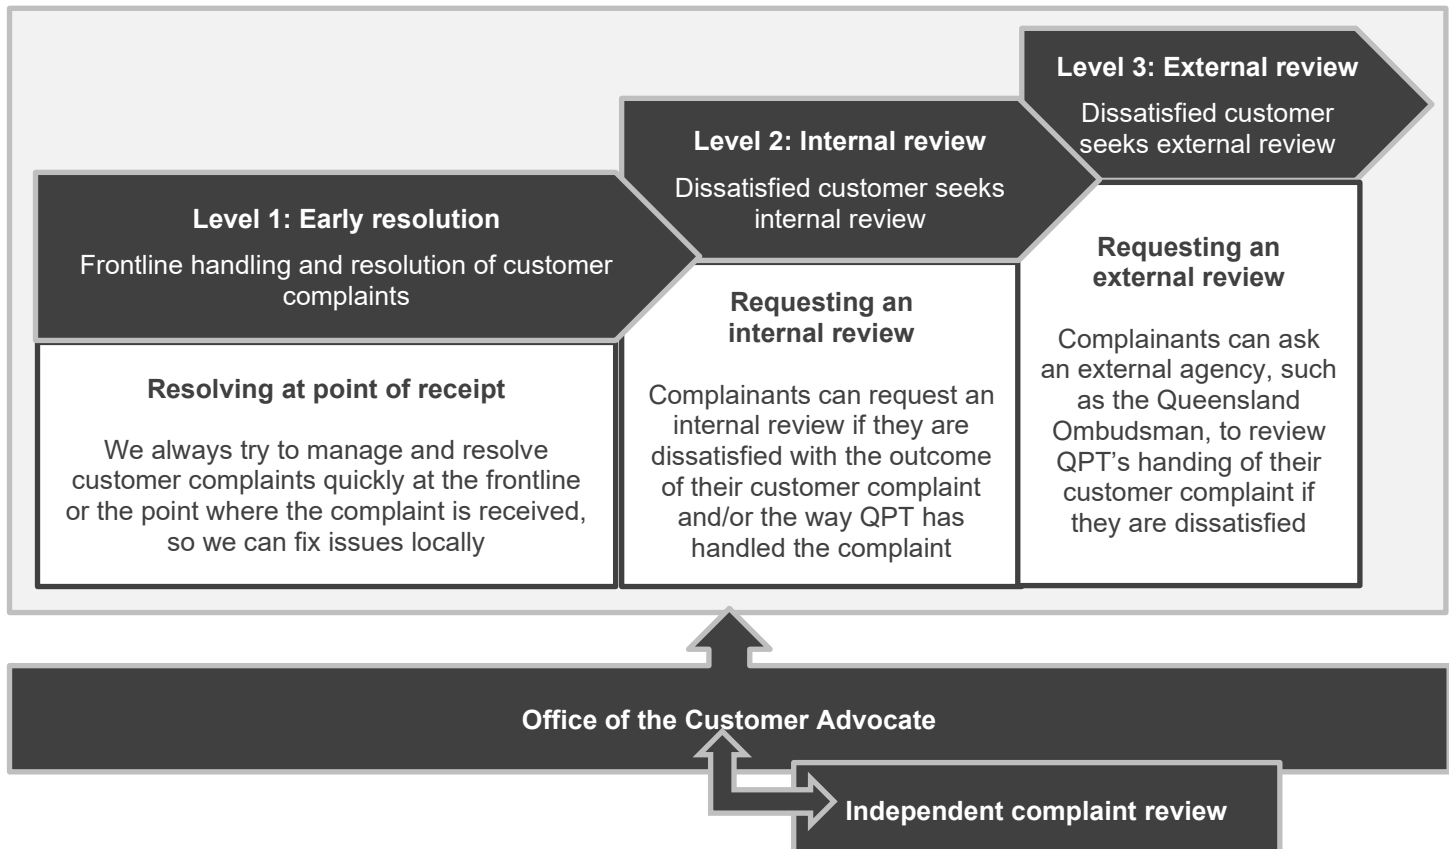 Level 1: Early resolution
Frontline handling and resolution of customer
complaints
Resolving at point of receipt
We always try to manage and resolve
customer complaints quickly at the frontline
or the point where the complaint is received,
so we can fix issues locally
Level 2: Internal review
Dissatisfied customer seeks
internal review
Requesting an
internal review
Complainants can request an
internal review if they are
dissatisfied with the outcome
of their customer complaint
and/or the way QPT has
handled the complaint
Level 3: External review
Dissatisfied customer
seeks external review
Requesting an
external review
Complainants can ask
an external agency, such
as the Queensland
Ombudsman, to review
QPT’s handing of their
customer complaint if
they are dissatisfied
Office of the Customer Advocate
Independent complaint review